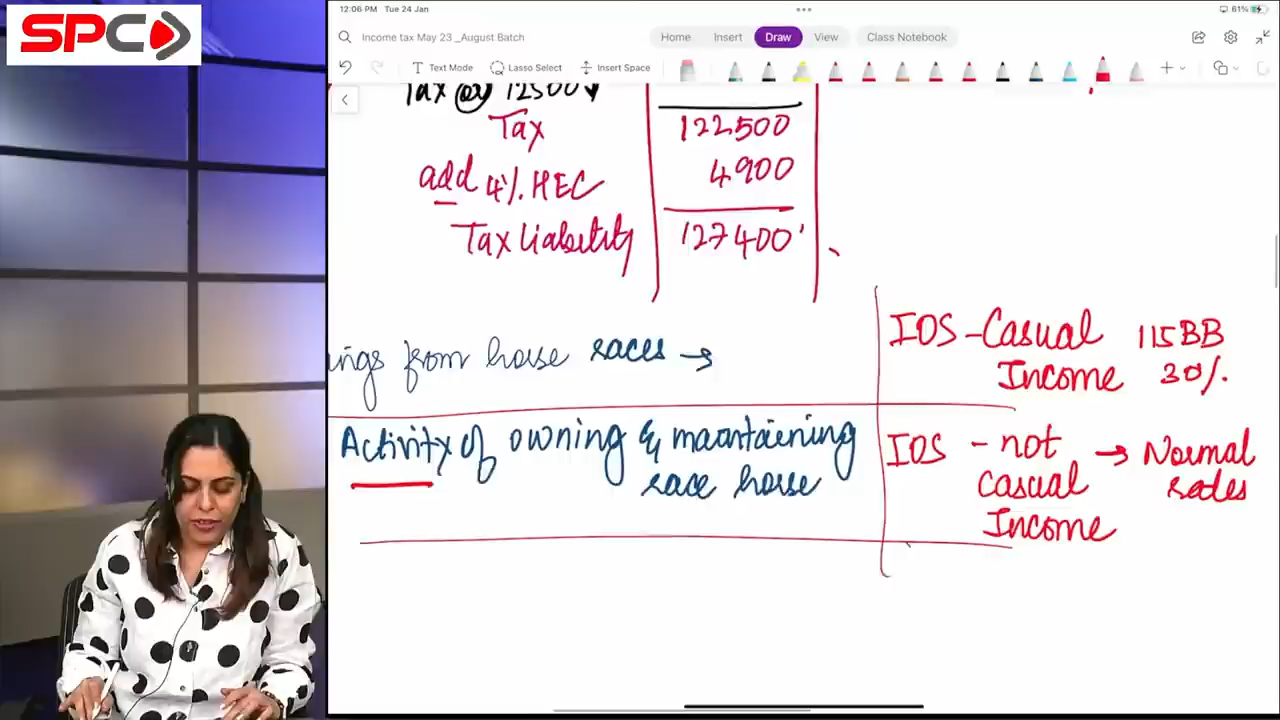 SPC
12:06 PM Tue 24 Jan
61%
Income tax May 23 _August Batch
Home Insert Draw View Class Notebook
Text Mode Lasso Select Insert Space
Tax @ 12500
Tax 122500
add 4% HEC 4900
Tax Liability 127400
ings from horse races →
IOS - Casual 115BB
Income 30%.
Activity of owning & maintaining
race horse
IOS - not → Normal
casual rates
Income